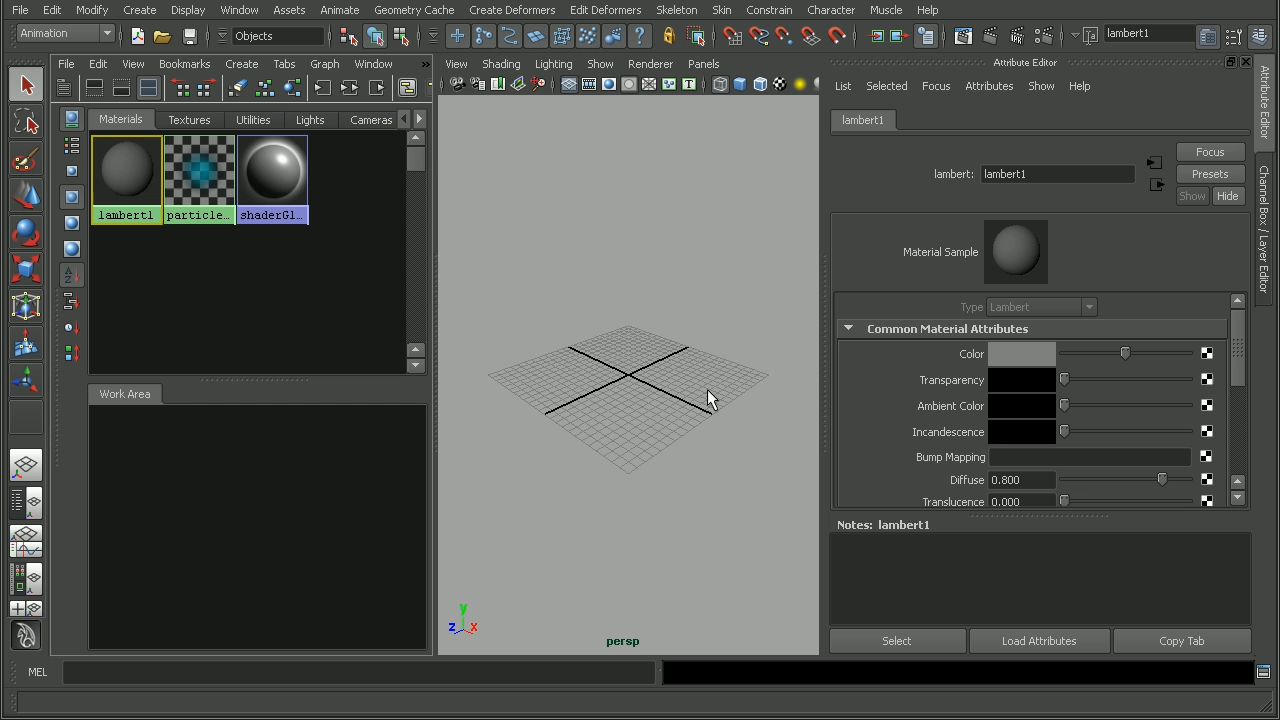 File Edit Modify Create Display Window Assets Animate Geometry Cache Create Deformers Edit Deformers Skeleton Skin Constrain Character Muscle Help
Animation Objects lambert1
File Edit View Bookmarks Create Tabs Graph Window »
View Shading Lighting Show Renderer Panels
Attribute Editor
List Selected Focus Attributes Show Help
Materials Textures Utilities Lights Cameras
lambert1 particle... shaderGl...
Work Area
y
z x
persp
lambert1
lambert: lambert1
Focus
Presets
Show Hide
Material Sample
Type Lambert
Common Material Attributes
Color
Transparency
Ambient Color
Incandescence
Bump Mapping
Diffuse 0.800
Translucence 0.000
Notes: lambert1
Select Load Attributes Copy Tab
Attribute Editor
Channel Box / Layer Editor
MEL